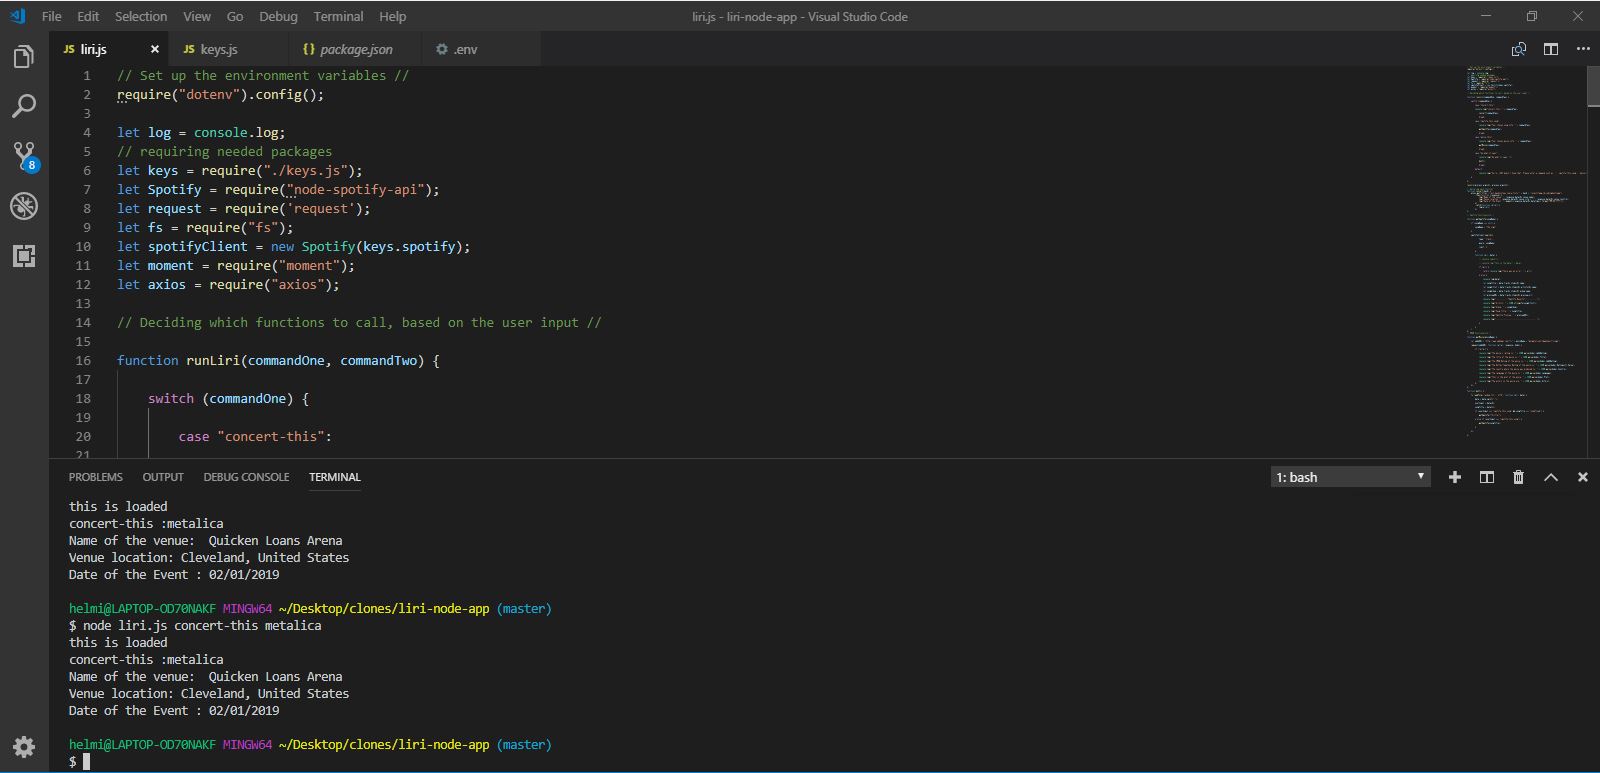 File Edit Selection View Go Debug Terminal Help liri.js - liri-node-app - Visual Studio Code
JS liri.js JS keys.js {} package.json .env
8
1 // Set up the environment variables //
2 require("dotenv").config();
3
4 let log = console.log;
5 // requiring needed packages
6 let keys = require("./keys.js");
7 let Spotify = require("node-spotify-api");
8 let request = require('request');
9 let fs = require("fs");
10 let spotifyClient = new Spotify(keys.spotify);
11 let moment = require("moment");
12 let axios = require("axios");
13
14 // Deciding which functions to call, based on the user input //
15
16 function runLiri(commandOne, commandTwo) {
17
18 switch (commandOne) {
19
20 case "concert-this":
21
PROBLEMS OUTPUT DEBUG CONSOLE TERMINAL 1: bash
this is loaded
concert-this :metalica
Name of the venue:  Quicken Loans Arena
Venue location: Cleveland, United States
Date of the Event : 02/01/2019
helmi@LAPTOP-OD70NAKF MINGW64 ~/Desktop/clones/liri-node-app (master)
$ node liri.js concert-this metalica
this is loaded
concert-this :metalica
Name of the venue:  Quicken Loans Arena
Venue location: Cleveland, United States
Date of the Event : 02/01/2019
helmi@LAPTOP-OD70NAKF MINGW64 ~/Desktop/clones/liri-node-app (master)
$